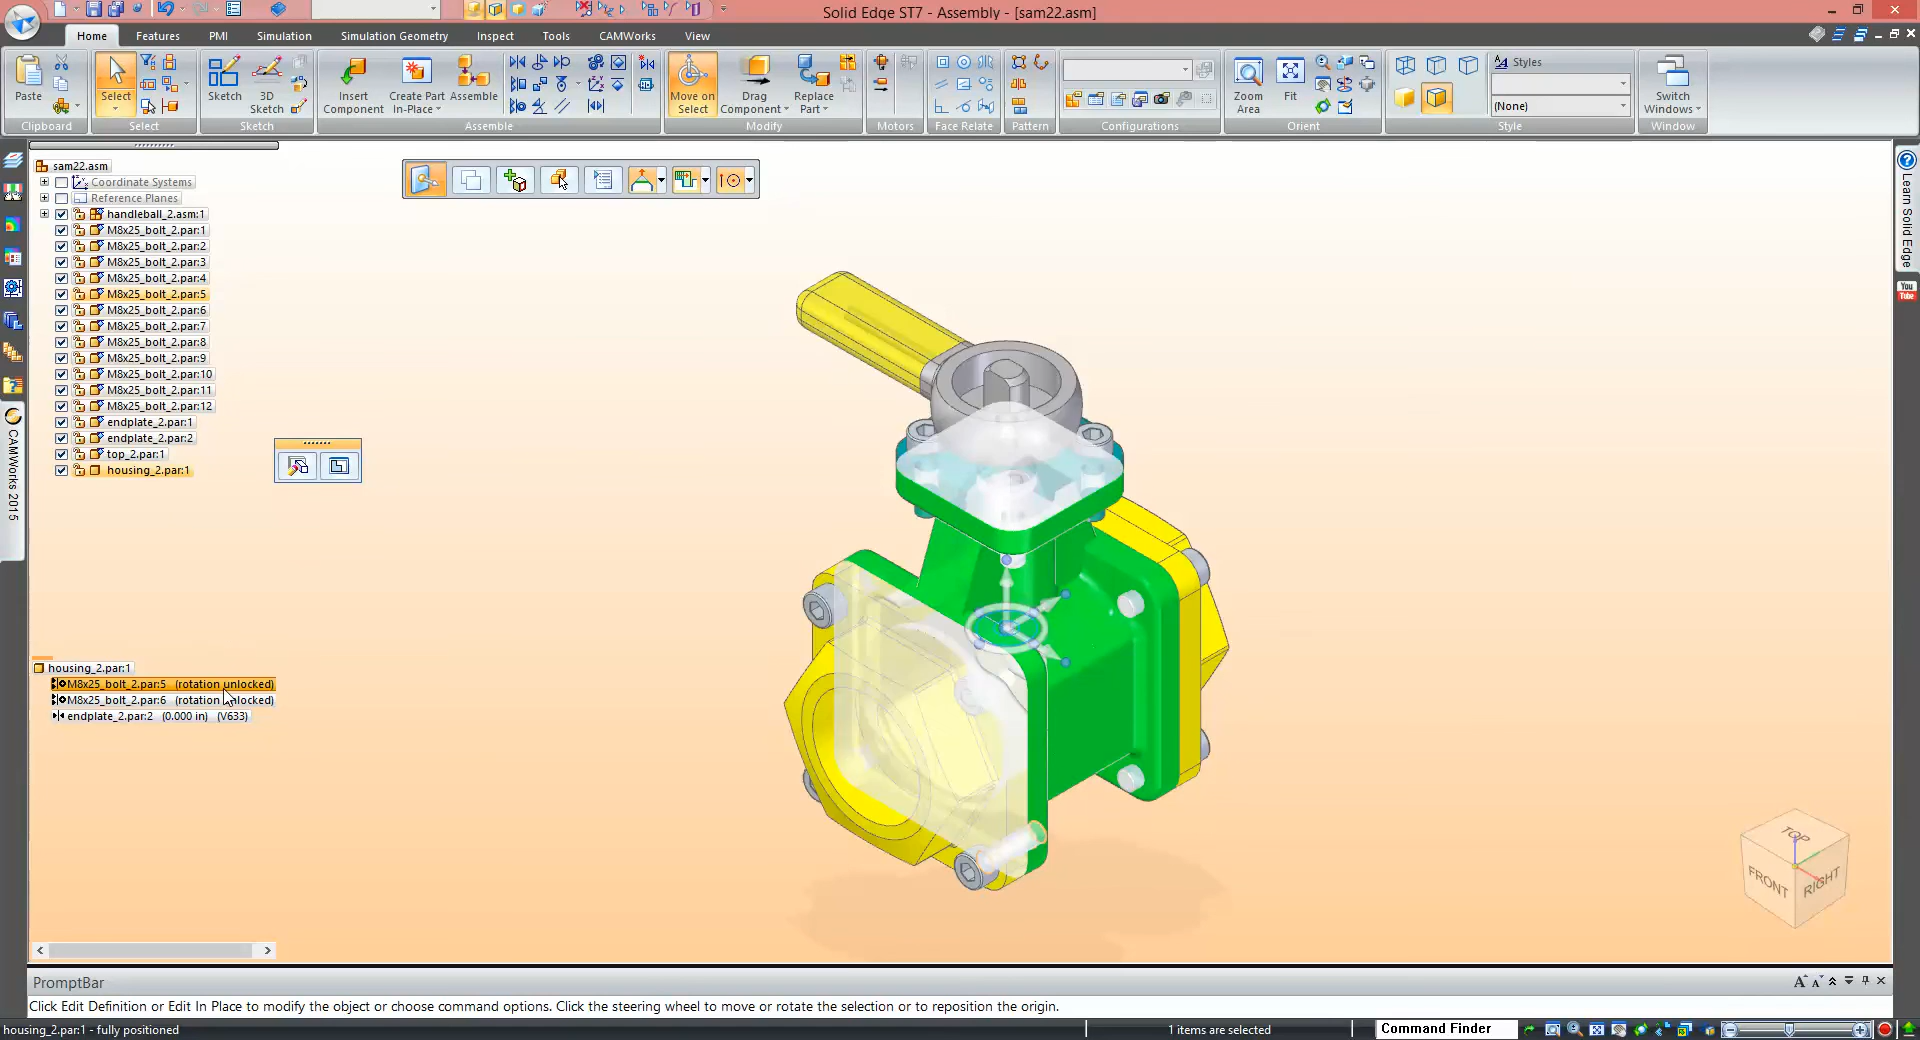 Solid Edge ST7 - Assembly - [sam22.asm]
Home Features PMI Simulation Simulation Geometry Inspect Tools CAMWorks View
Paste
Clipboard
Select
Select
Sketch
3D Sketch
Sketch
Insert Component
Create Part In-Place
Assemble
Assemble
Move on Select
Drag Component
Replace Part
Modify
Motors
Face Relate
Pattern
Configurations
Zoom Area
Fit
Orient
Styles
(None)
Style
Switch Windows
Window
sam22.asm
Coordinate Systems
Reference Planes
handleball_2.asm:1
M8x25_bolt_2.par:1
M8x25_bolt_2.par:2
M8x25_bolt_2.par:3
M8x25_bolt_2.par:4
M8x25_bolt_2.par:5
M8x25_bolt_2.par:6
M8x25_bolt_2.par:7
M8x25_bolt_2.par:8
M8x25_bolt_2.par:9
M8x25_bolt_2.par:10
M8x25_bolt_2.par:11
M8x25_bolt_2.par:12
endplate_2.par:1
endplate_2.par:2
top_2.par:1
housing_2.par:1
CAMWorks 2015
Learn Solid Edge
You Tube
housing_2.par:1
M8x25_bolt_2.par:5 (rotation unlocked)
M8x25_bolt_2.par:6 (rotation unlocked)
endplate_2.par:2 (0.000 in) (V633)
TOP
FRONT
RIGHT
PromptBar
Click Edit Definition or Edit In Place to modify the object or choose command options. Click the steering wheel to move or rotate the selection or to reposition the origin.
housing_2.par:1 - fully positioned
1 items are selected
Command Finder